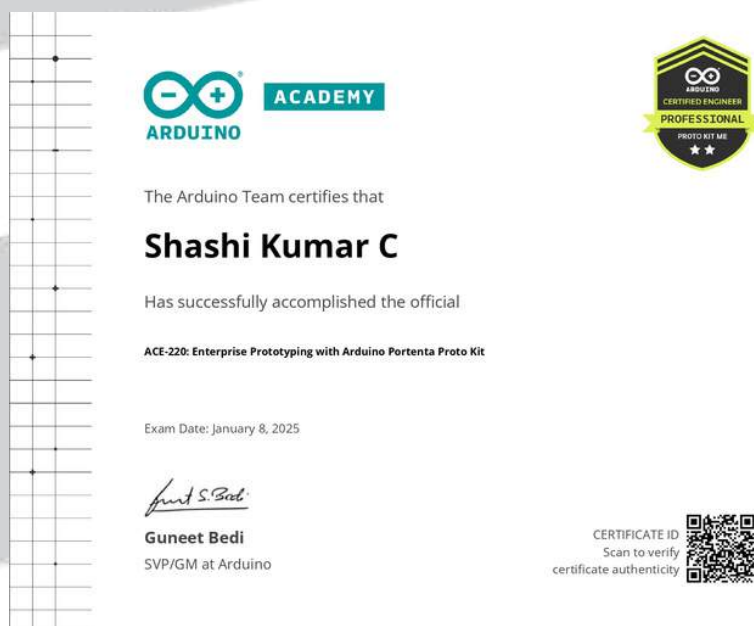 ARDUINO
ACADEMY
ARDUINO
CERTIFIED ENGINEER
PROFESSIONAL
PROTO KIT ME
The Arduino Team certifies that
Shashi Kumar C
Has successfully accomplished the official
ACE-220: Enterprise Prototyping with Arduino Portenta Proto Kit
Exam Date: January 8, 2025
Guneet Bedi
SVP/GM at Arduino
CERTIFICATE ID
Scan to verify
certificate authenticity